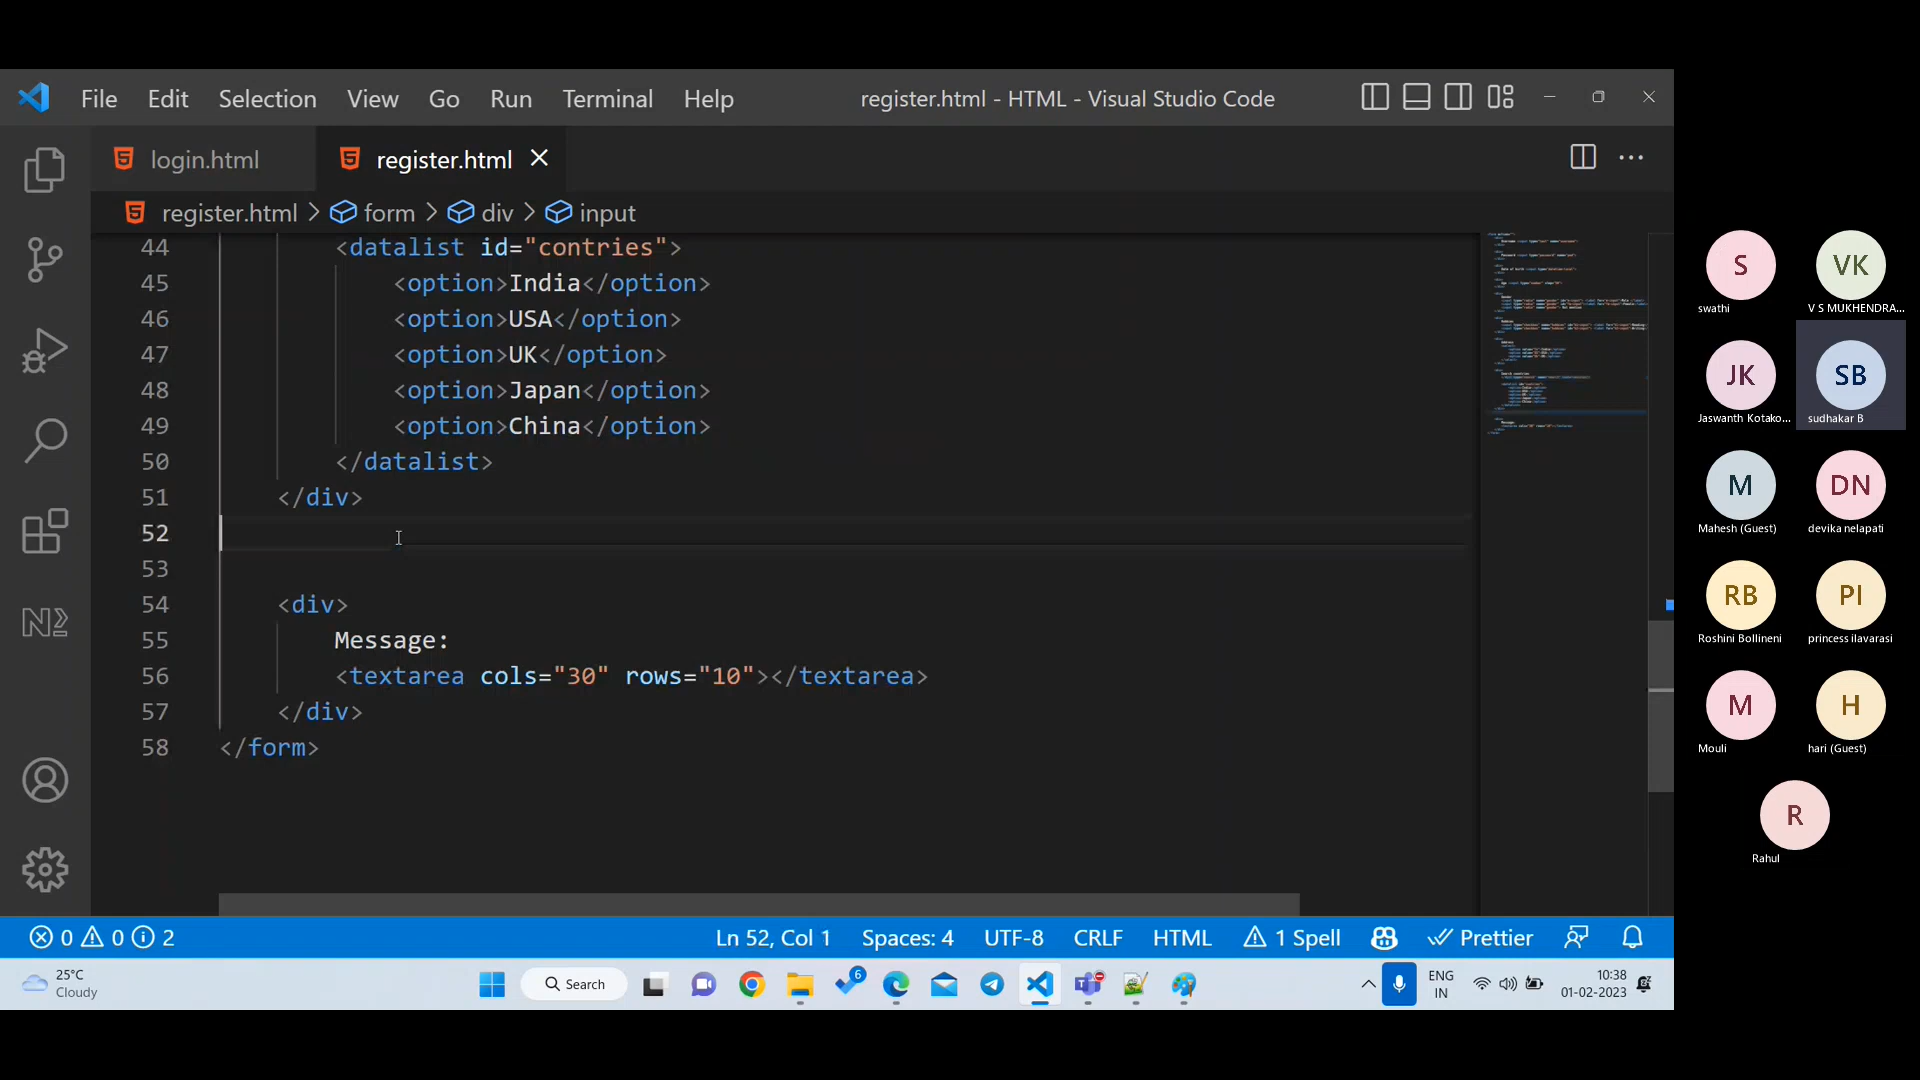 File Edit Selection View Go Run Terminal Help register.html - HTML - Visual Studio Code
login.html register.html
register.html > form > div > input
44 <datalist id="contries">
45 <option>India</option>
46 <option>USA</option>
47 <option>UK</option>
48 <option>Japan</option>
49 <option>China</option>
50 </datalist>
51 </div>
52
53
54 <div>
55 Message:
56 <textarea cols="30" rows="10"></textarea>
57 </div>
58 </form>
0 0 2 Ln 52, Col 1 Spaces: 4 UTF-8 CRLF HTML 1 Spell Prettier
25°C
Cloudy
Search
6
ENG
IN
10:38
01-02-2023
S VK
swathi V S MUKHENDRA...
JK SB
Jaswanth Kotako... sudhakar B
M DN
Mahesh (Guest) devika nelapati
RB PI
Roshini Bollineni princess ilavarasi
M H
Mouli hari (Guest)
R
Rahul